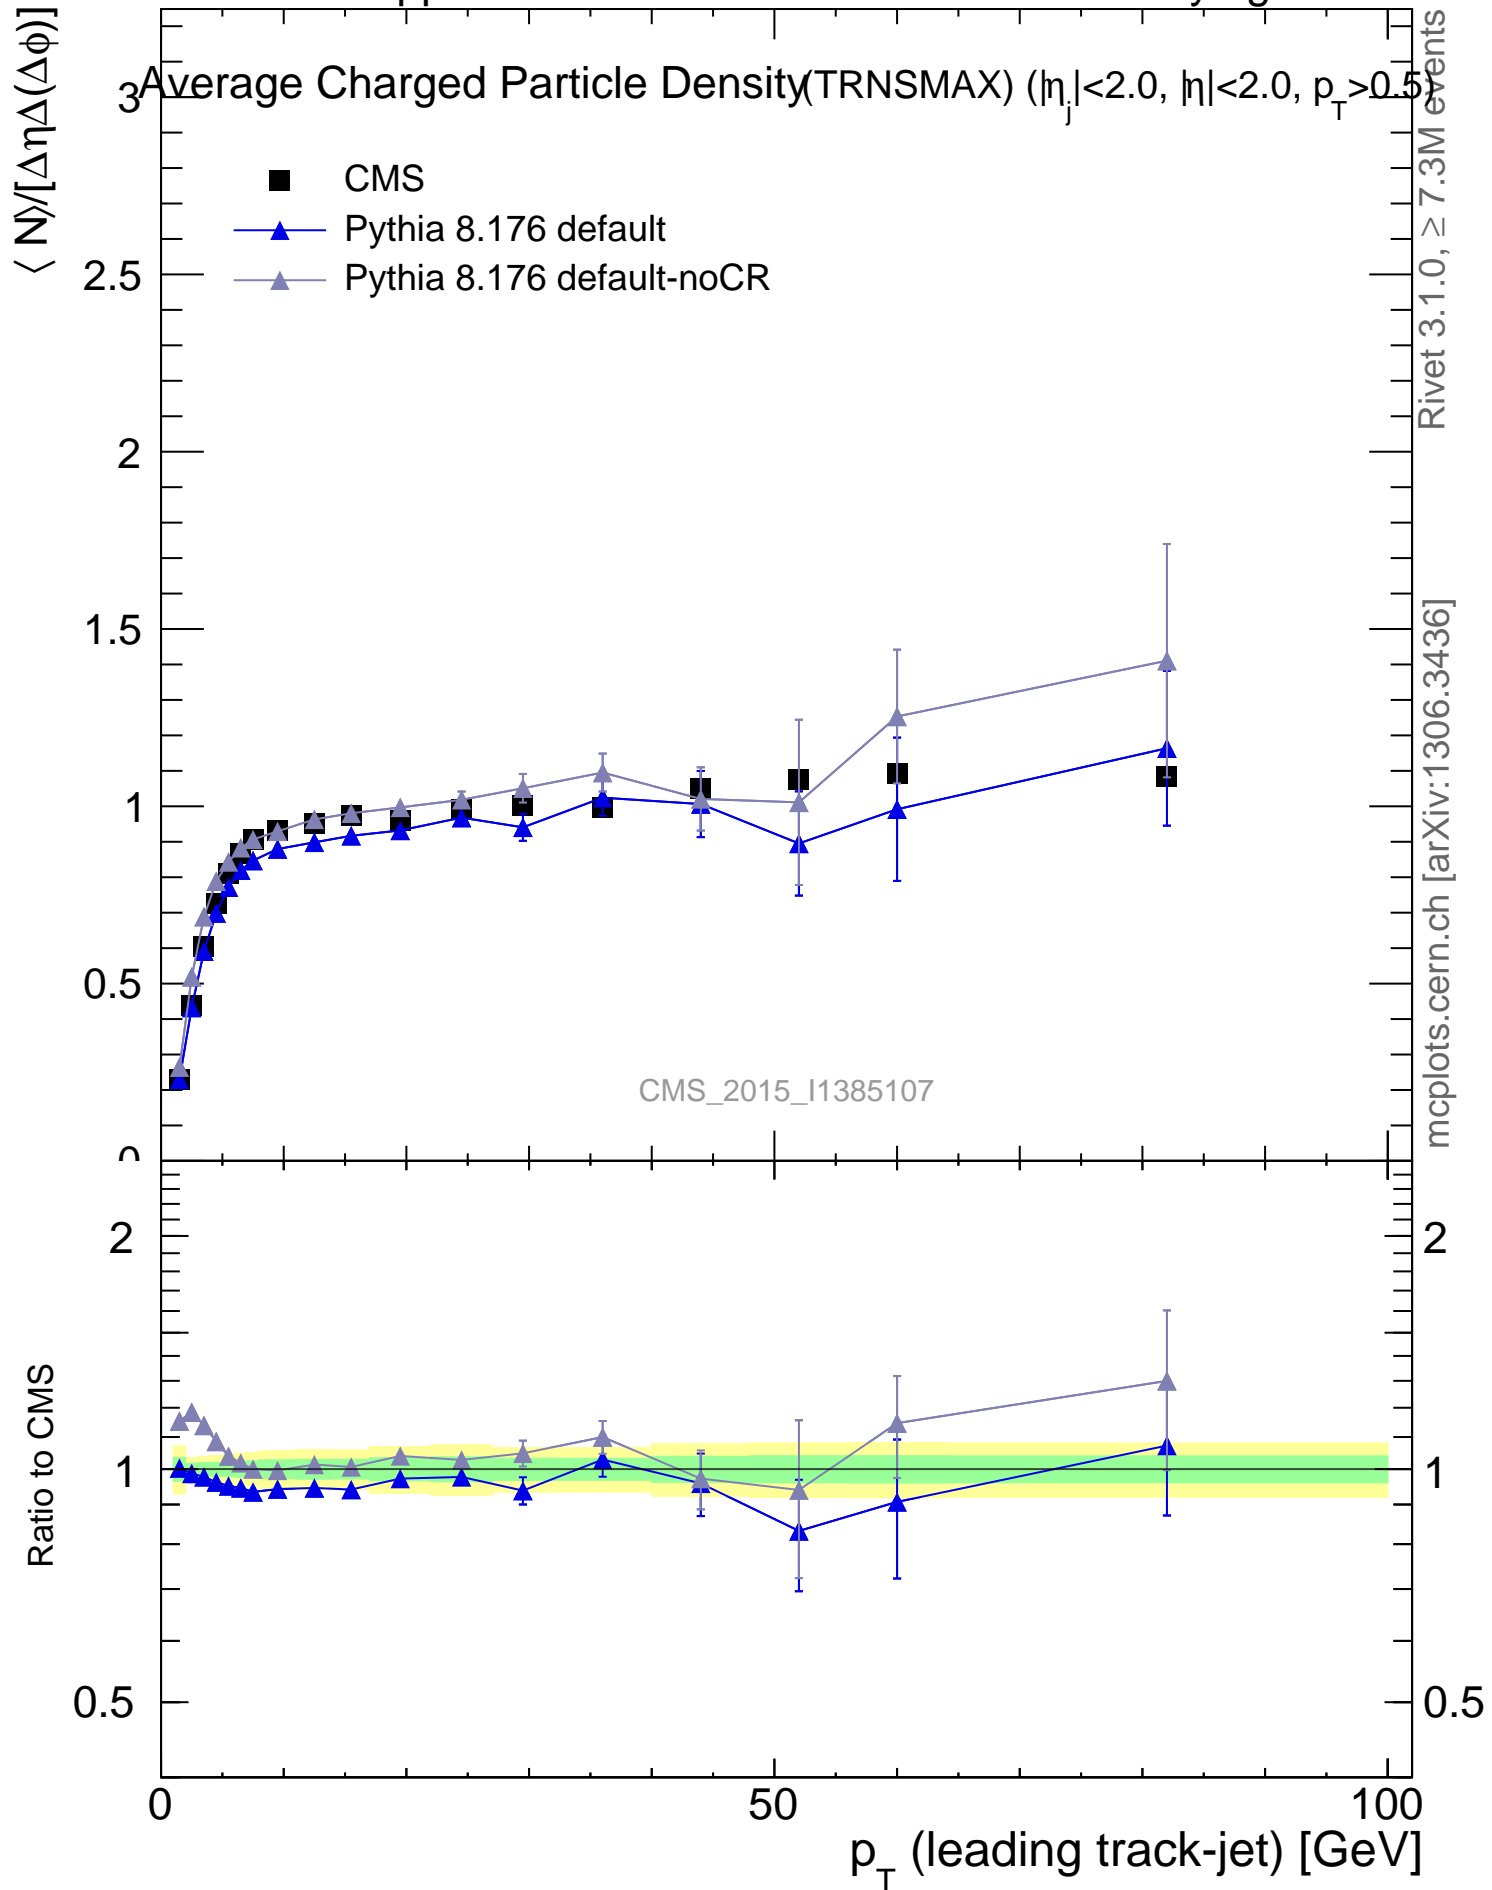 Average Charged Particle Density (TRNSMAX) (|η_j|<2.0, |η|<2.0, p_T>0.5)
⟨ N⟩/[ΔηΔ(Δϕ)]
CMS
Pythia 8.176 default
Pythia 8.176 default-noCR
3
2.5
2
1.5
1
0.5
0
CMS_2015_I1385107
Rivet 3.1.0, ≥ 7.3M events
mcplots.cern.ch [arXiv:1306.3436]
Ratio to CMS
2
1
0.5
2
1
0.5
0
50
100
p_T (leading track-jet) [GeV]